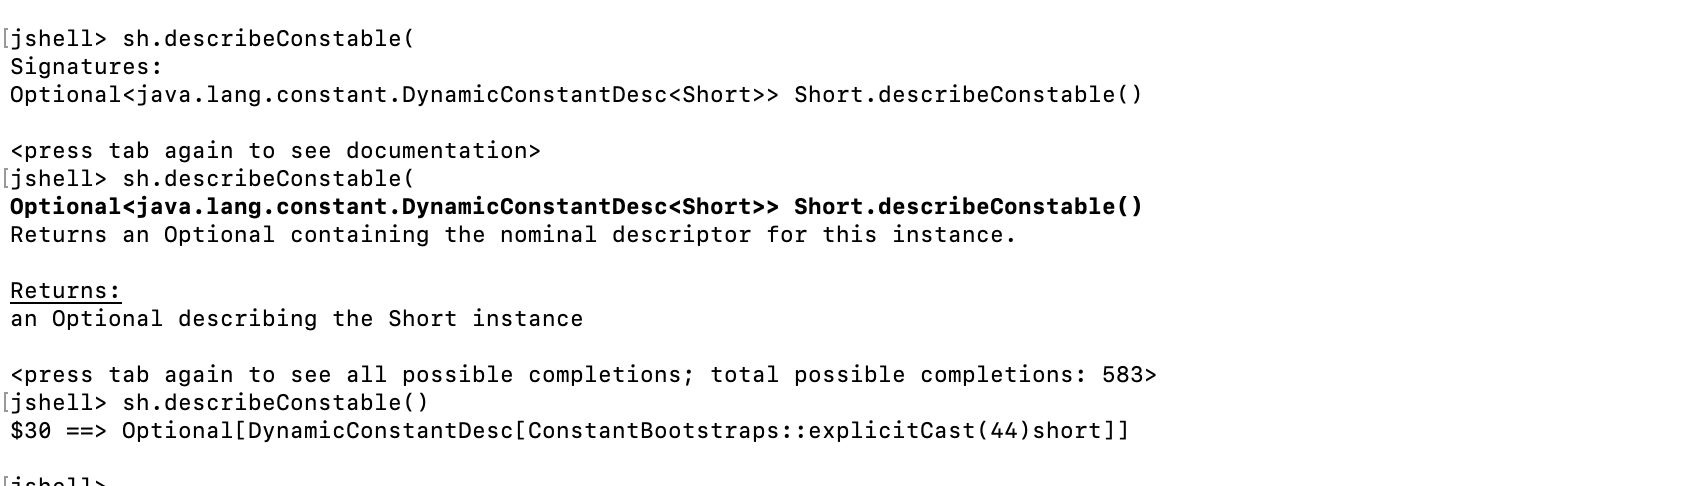 [jshell> sh.describeConstable(
Signatures:
Optional<java.lang.constant.DynamicConstantDesc<Short>> Short.describeConstable()
<press tab again to see documentation>
[jshell> sh.describeConstable(
Optional<java.lang.constant.DynamicConstantDesc<Short>> Short.describeConstable()
Returns an Optional containing the nominal descriptor for this instance.
Returns:
an Optional describing the Short instance
<press tab again to see all possible completions; total possible completions: 583>
[jshell> sh.describeConstable()
$30 ==> Optional[DynamicConstantDesc[ConstantBootstraps::explicitCast(44)short]]
[jshell>